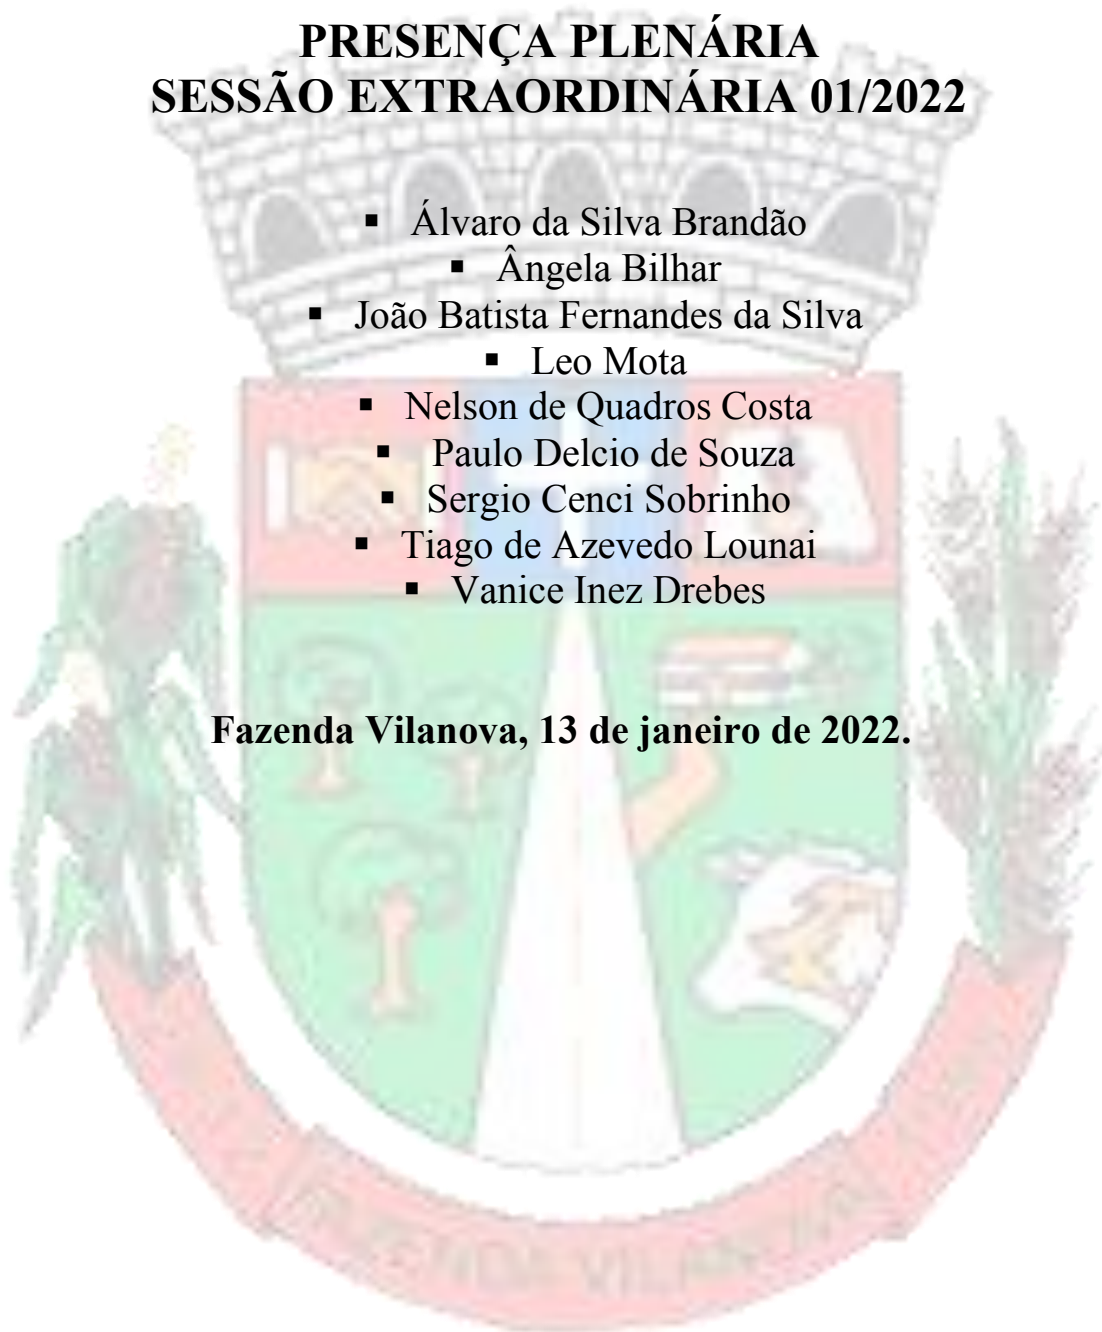 PRESENÇA PLENÁRIA
SESSÃO EXTRAORDINÁRIA 01/2022
▪ Álvaro da Silva Brandão
▪ Ângela Bilhar
▪ João Batista Fernandes da Silva
▪ Leo Mota
▪ Nelson de Quadros Costa
▪ Paulo Delcio de Souza
▪ Sergio Cenci Sobrinho
▪ Tiago de Azevedo Lounai
▪ Vanice Inez Drebes
Fazenda Vilanova, 13 de janeiro de 2022.
FAZENDA VILANOVA